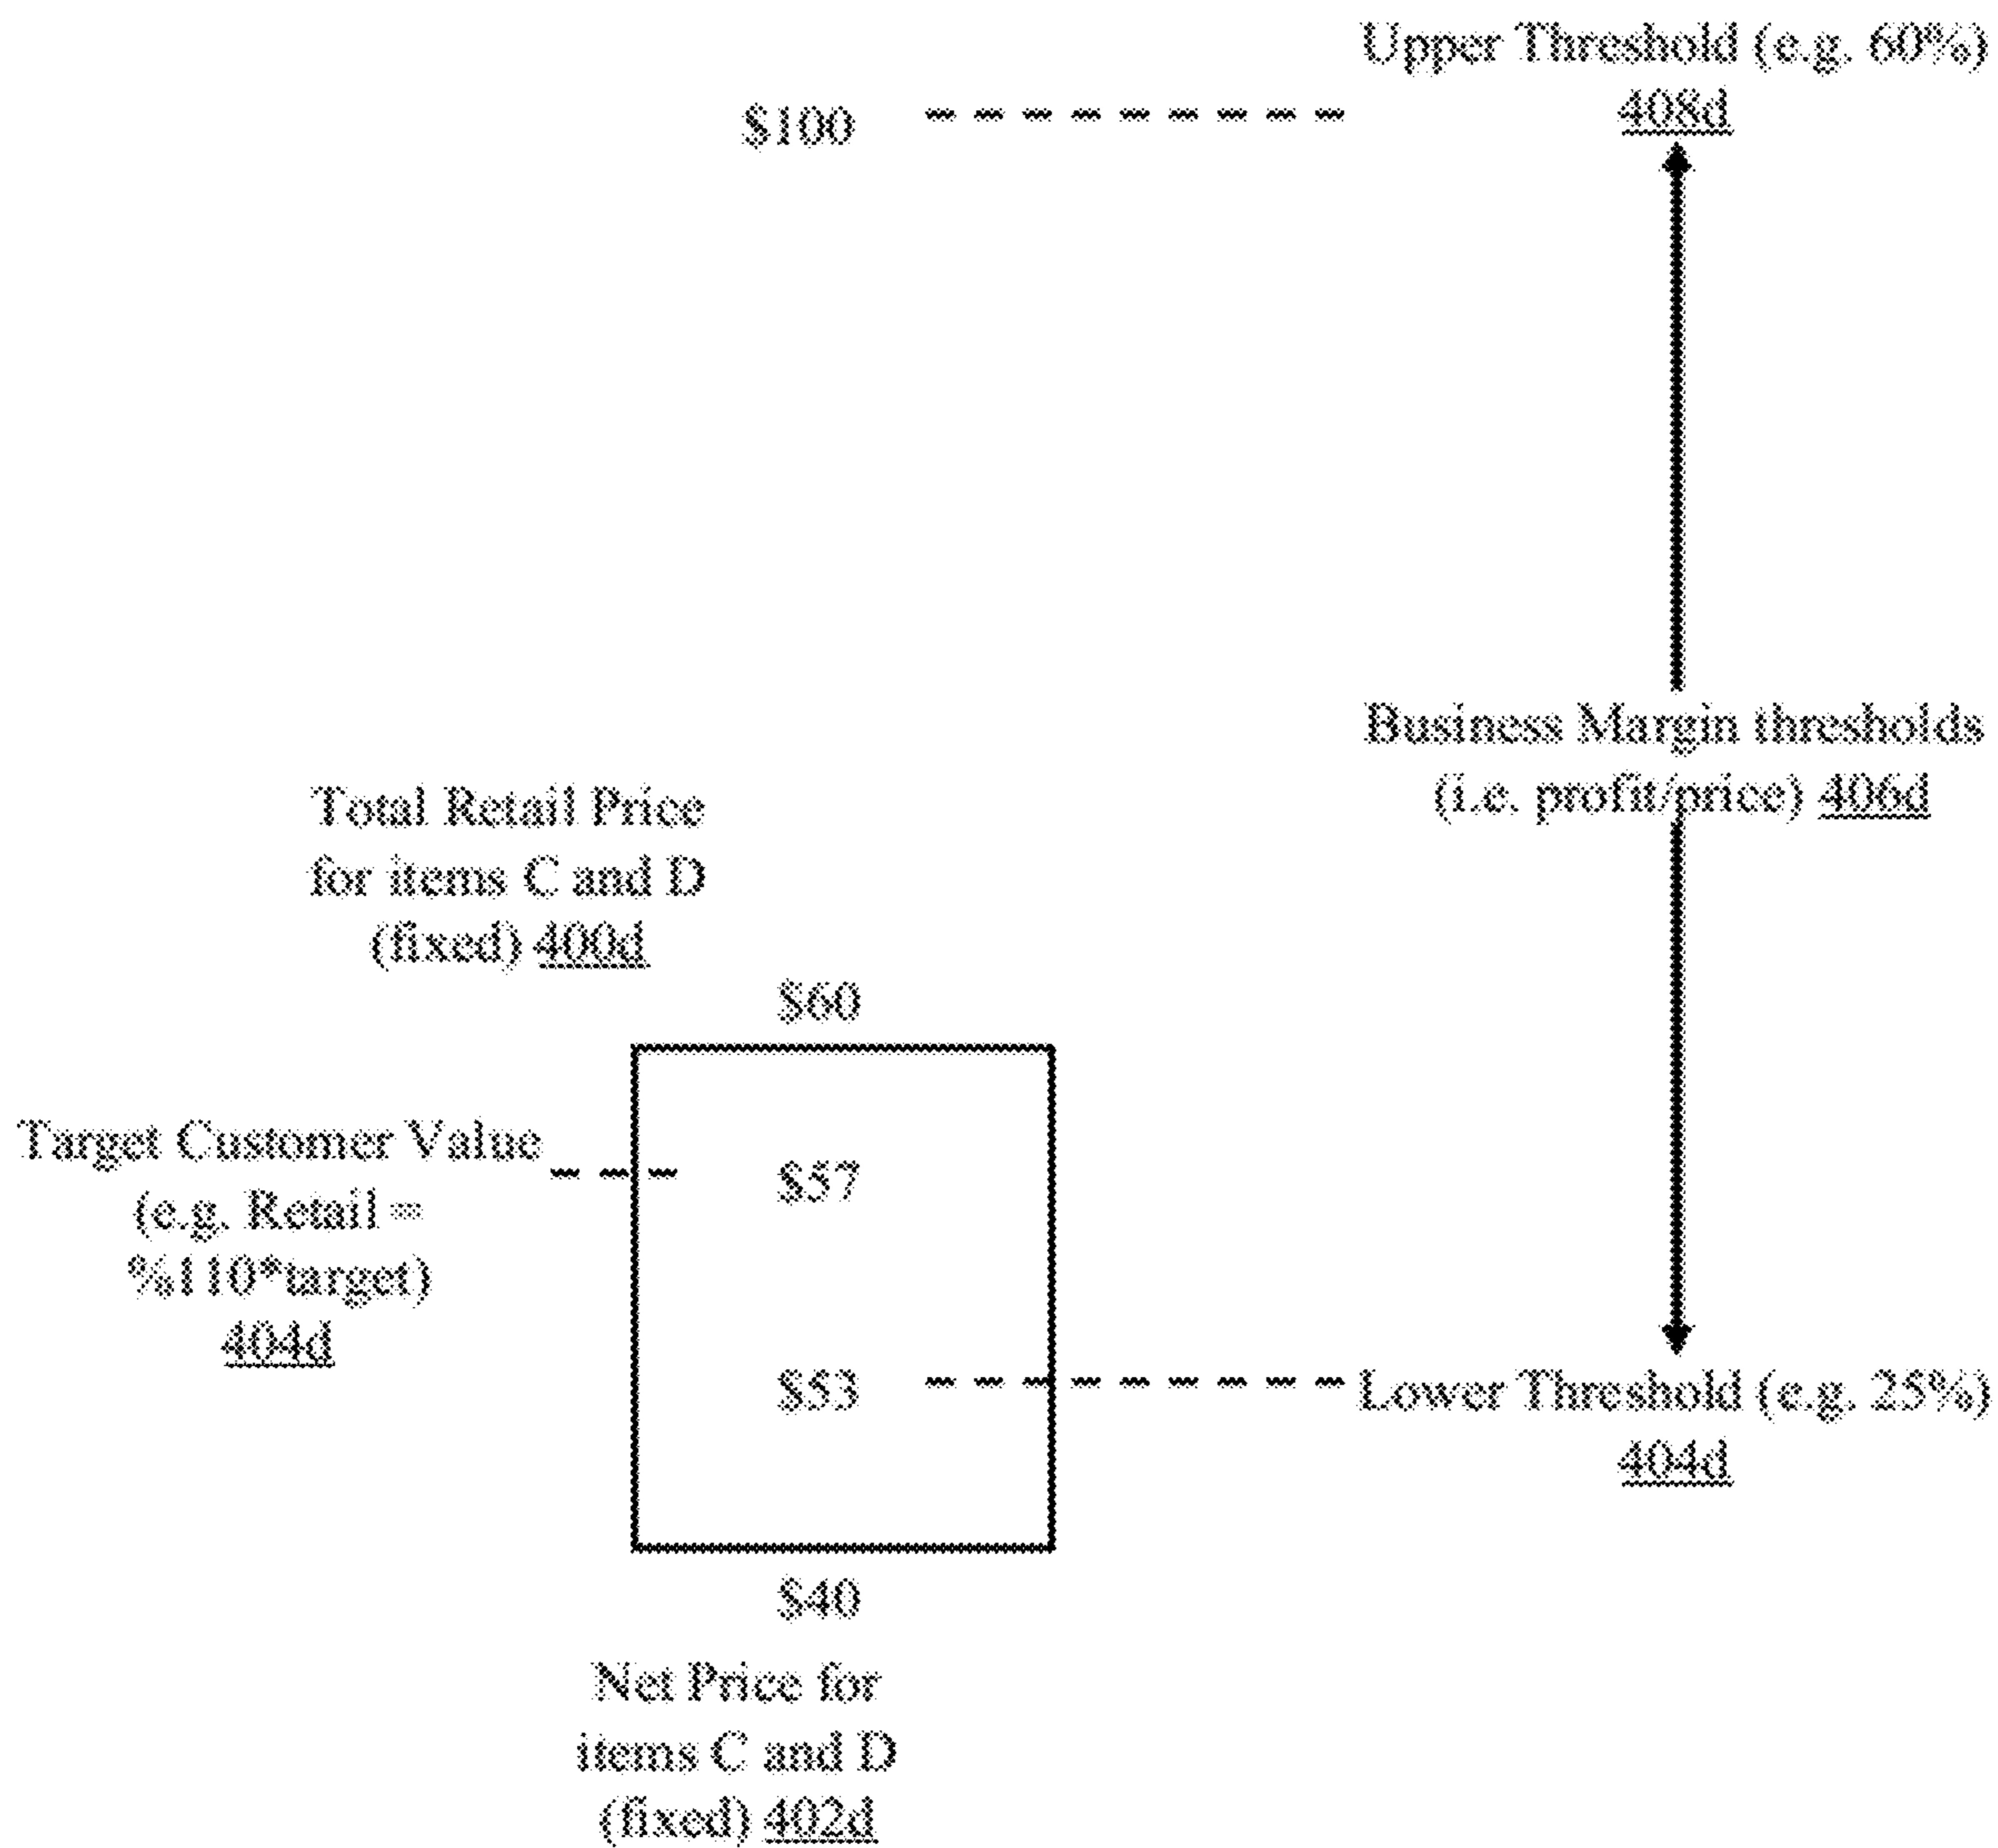 Upper Threshold (e.g. 60%)
408d
$100
Business Margin thresholds
(i.e. profit/price) 406d
Total Retail Price
for items C and D
(fixed) 400d
$60
Target Customer Value
(e.g. Retail =
%110*target)
404d
$57
$53
Lower Threshold (e.g. 25%)
404d
$40
Net Price for
items C and D
(fixed) 402d